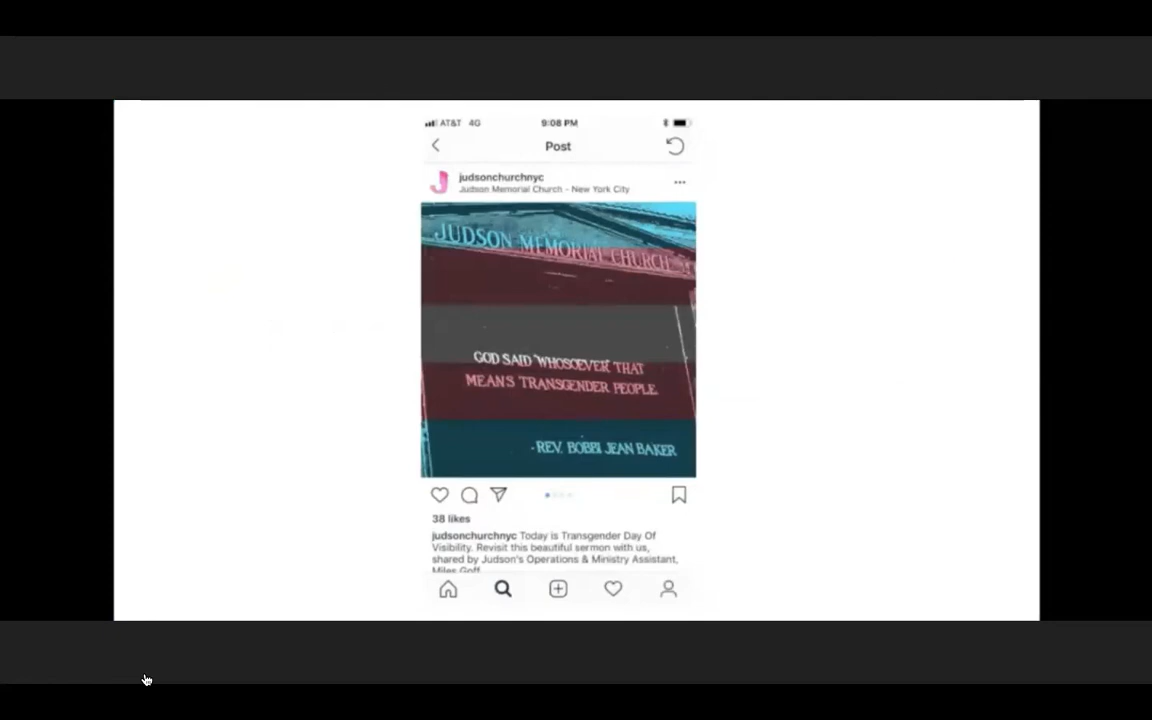 AT&T 4G 9:08 PM
Post
judsonchurchnyc
Judson Memorial Church - New York City
JUDSON MEMORIAL CHURCH
GOD SAID "WHOSOEVER" THAT
MEANS TRANSGENDER PEOPLE.
-REV. BOBBI JEAN BAKER
38 likes
judsonchurchnyc Today is Transgender Day Of
Visibility. Revisit this beautiful sermon with us,
shared by Judson's Operations & Ministry Assistant,
Miles Goff